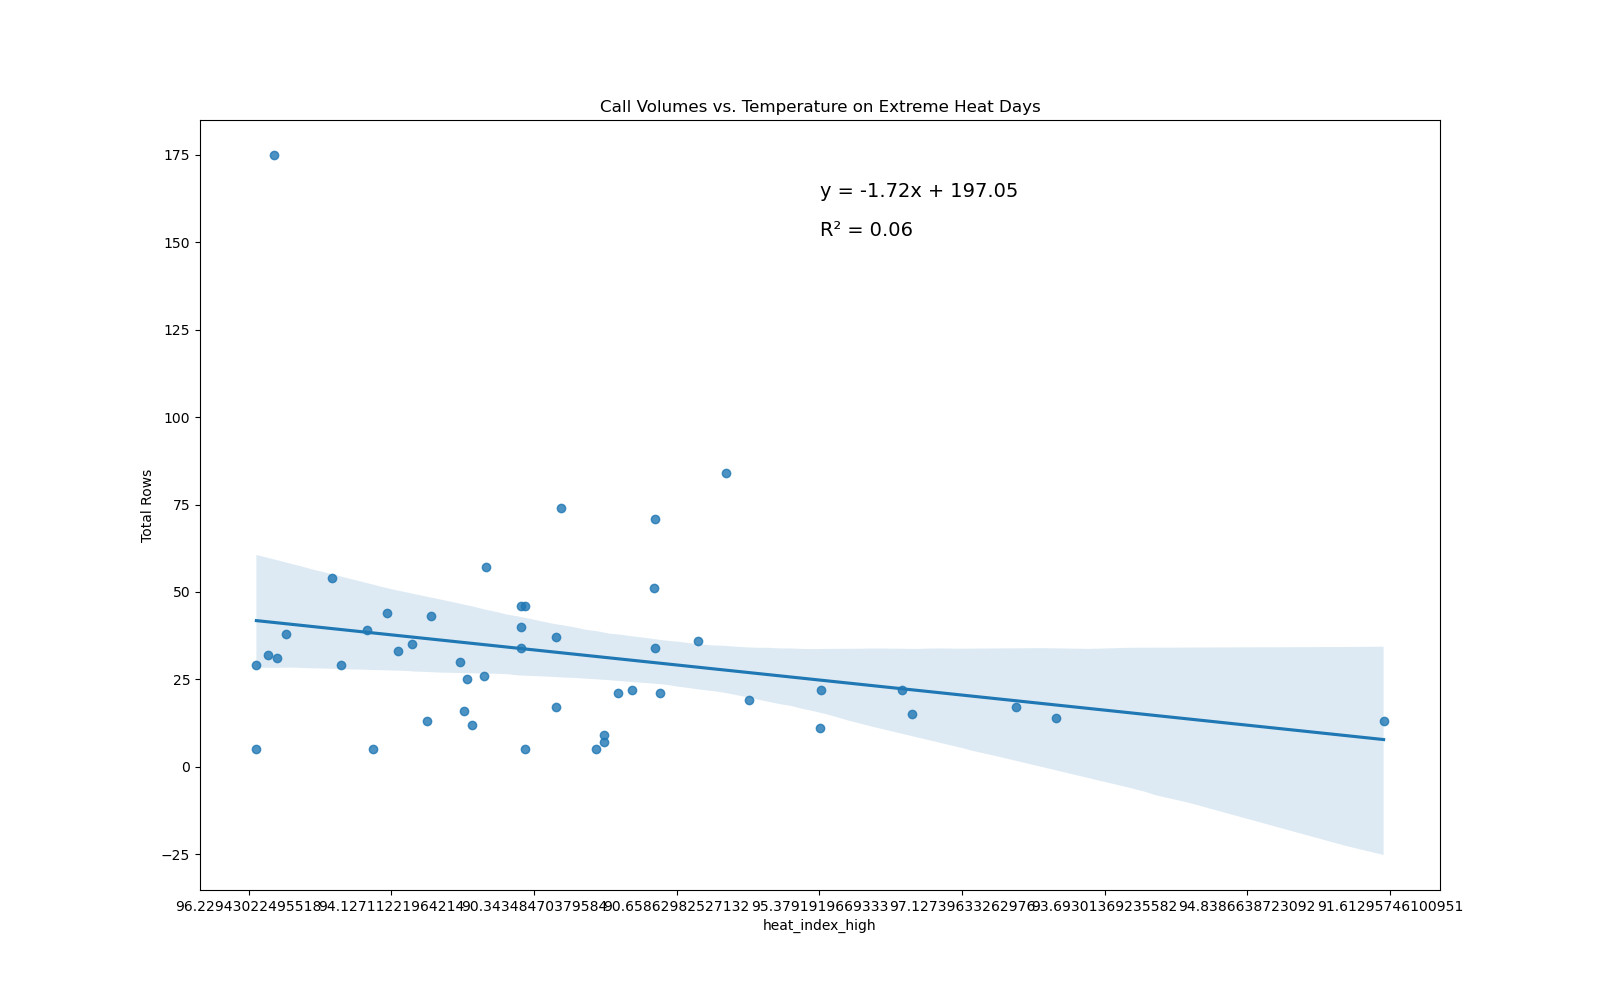 Call Volumes vs. Temperature on Extreme Heat Days
y = -1.72x + 197.05
R² = 0.06
175
150
125
100
75
50
25
0
−25
Total Rows
96.22943022495518 94.12711221964214 90.34348470379584 90.65862982527132 95.37919196669333 97.12739633262976 93.69301369235582 94.83866388723092 91.61295746100951
heat_index_high